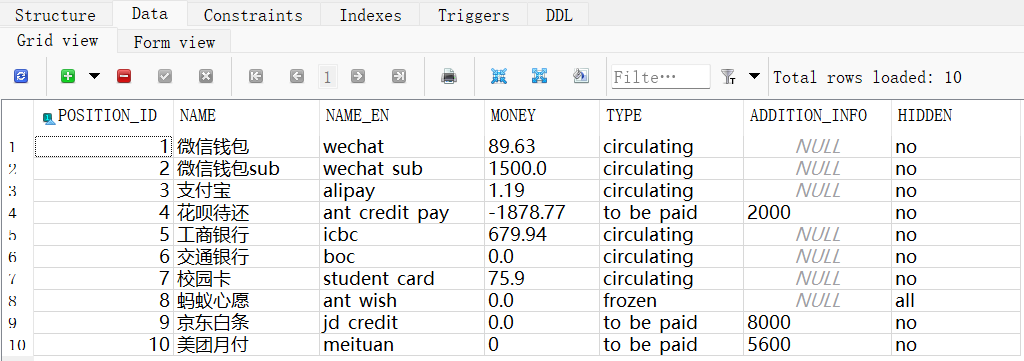 Structure Data Constraints Indexes Triggers DDL
Grid view Form view
1 Filte… Total rows loaded: 10
POSITION_ID NAME NAME_EN MONEY TYPE ADDITION_INFO HIDDEN
1 1 微信钱包 wechat 89.63 circulating NULL no
2 2 微信钱包sub wechat sub 1500.0 circulating NULL no
3 3 支付宝 alipay 1.19 circulating NULL no
4 4 花呗待还 ant credit pay -1878.77 to be paid 2000 no
5 5 工商银行 icbc 679.94 circulating NULL no
6 6 交通银行 boc 0.0 circulating NULL no
7 7 校园卡 student card 75.9 circulating NULL no
8 8 蚂蚁心愿 ant wish 0.0 frozen NULL all
9 9 京东白条 jd credit 0.0 to be paid 8000 no
10 10 美团月付 meituan 0 to be paid 5600 no